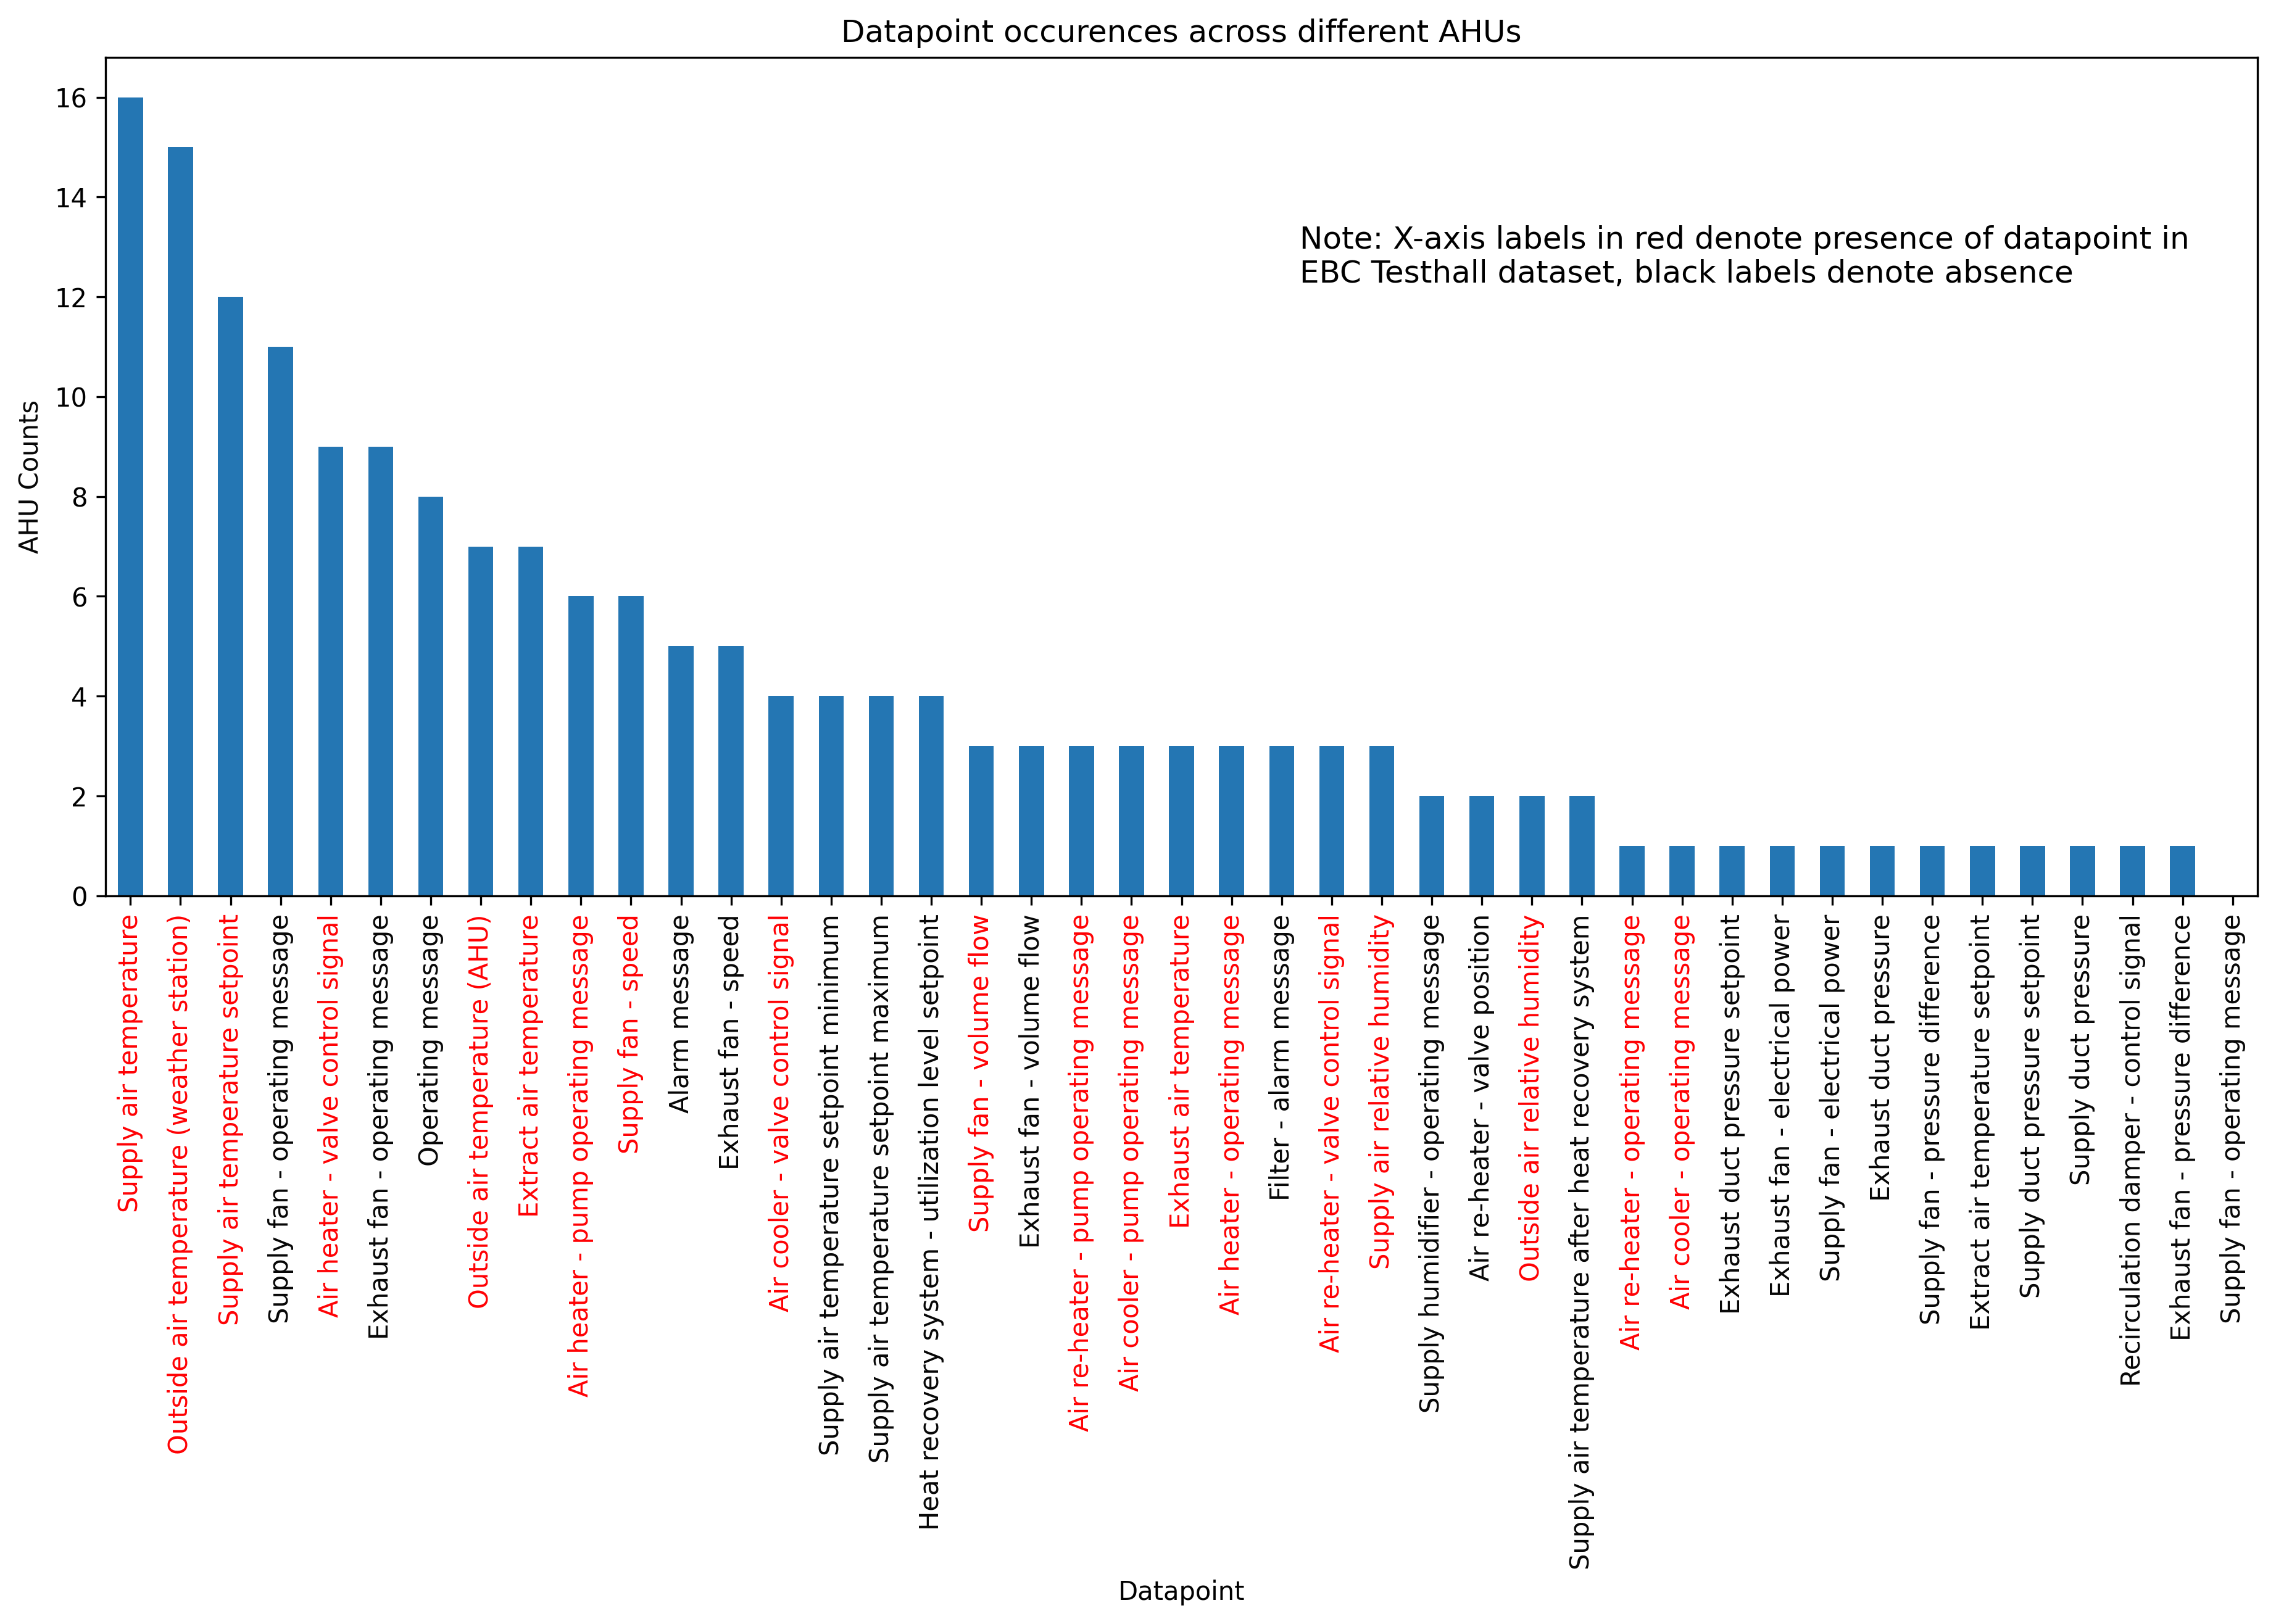 Datapoint occurences across different AHUs
16
14
12
10
8
6
4
2
0
AHU Counts
Note: X-axis labels in red denote presence of datapoint in
EBC Testhall dataset, black labels denote absence
Supply air temperature
Outside air temperature (weather station)
Supply air temperature setpoint
Supply fan - operating message
Air heater - valve control signal
Exhaust fan - operating message
Operating message
Outside air temperature (AHU)
Extract air temperature
Air heater - pump operating message
Supply fan - speed
Alarm message
Exhaust fan - speed
Air cooler - valve control signal
Supply air temperature setpoint minimum
Supply air temperature setpoint maximum
Heat recovery system - utilization level setpoint
Supply fan - volume flow
Exhaust fan - volume flow
Air re-heater - pump operating message
Air cooler - pump operating message
Exhaust air temperature
Air heater - operating message
Filter - alarm message
Air re-heater - valve control signal
Supply air relative humidity
Supply humidifier - operating message
Air re-heater - valve position
Outside air relative humidity
Supply air temperature after heat recovery system
Air re-heater - operating message
Air cooler - operating message
Exhaust duct pressure setpoint
Exhaust fan - electrical power
Supply fan - electrical power
Exhaust duct pressure
Supply fan - pressure difference
Extract air temperature setpoint
Supply duct pressure setpoint
Supply duct pressure
Recirculation damper - control signal
Exhaust fan - pressure difference
Supply fan - operating mesage
Datapoint